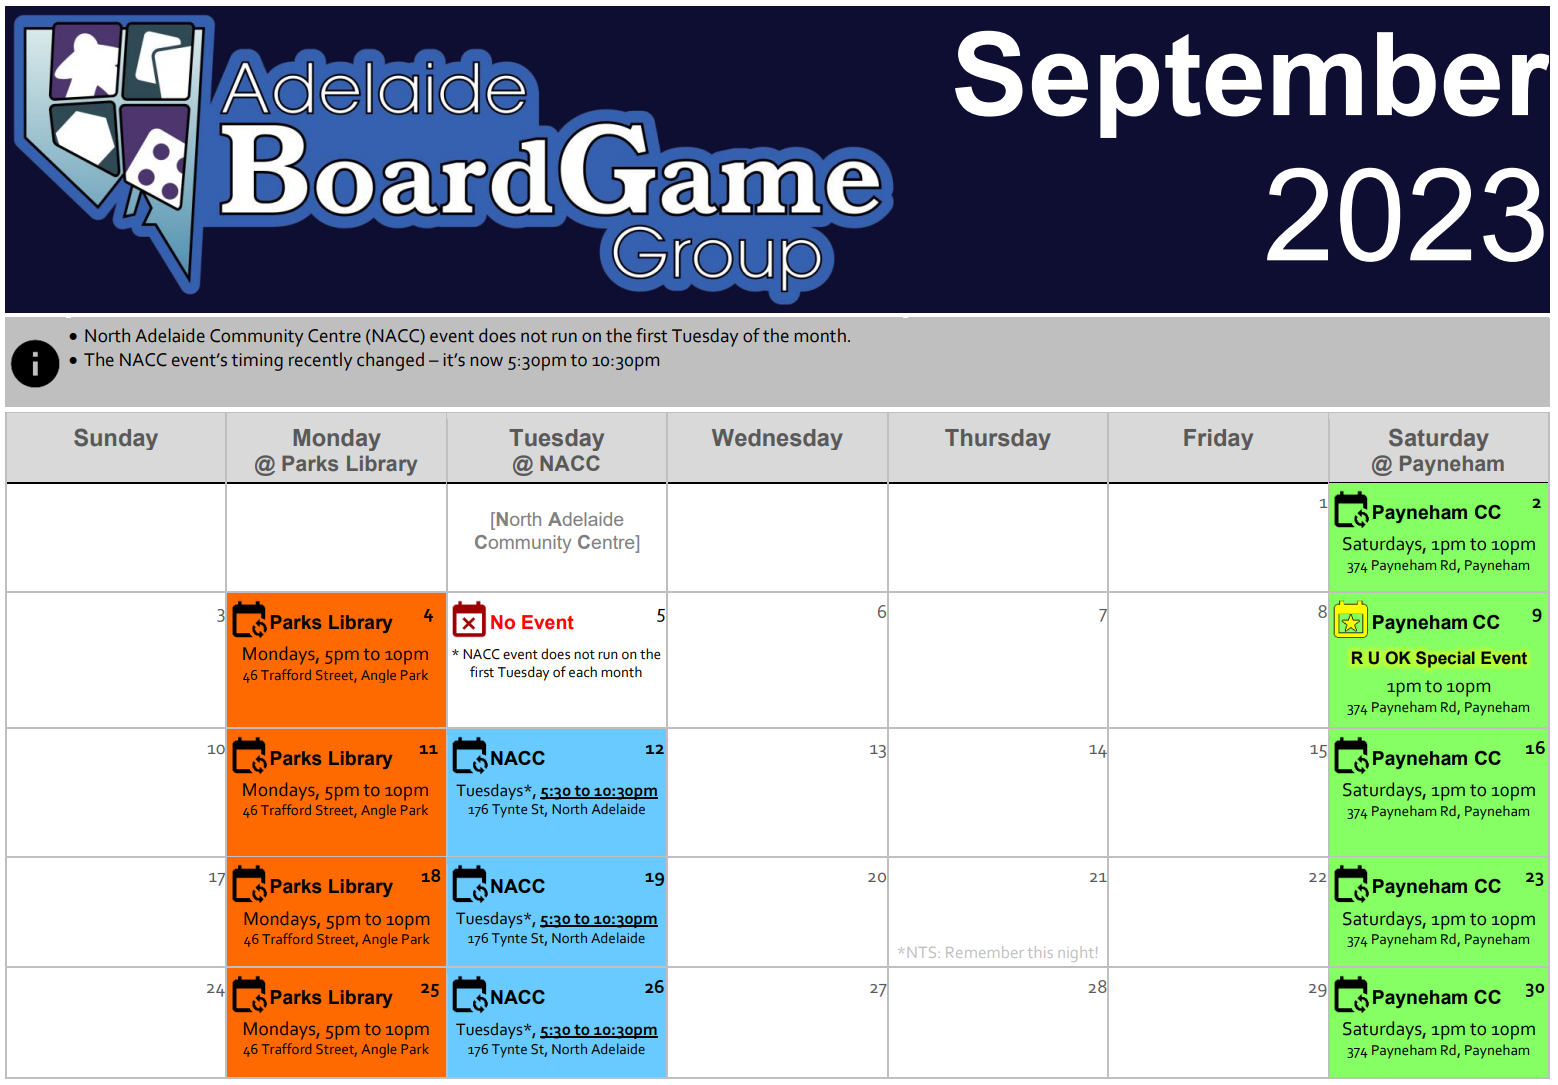 Adelaide
BoardGame
Group
September
2023
• North Adelaide Community Centre (NACC) event does not run on the first Tuesday of the month.
• The NACC event's timing recently changed – it's now 5:30pm to 10:30pm
Sunday
Monday
@ Parks Library
Tuesday
@ NACC
Wednesday
Thursday
Friday
Saturday
@ Payneham
[North Adelaide
Community Centre]
1
Payneham CC 2
Saturdays, 1pm to 10pm
374 Payneham Rd, Payneham
3
Parks Library 4
Mondays, 5pm to 10pm
46 Trafford Street, Angle Park
No Event 5
* NACC event does not run on the
first Tuesday of each month
6
7
8
Payneham CC 9
R U OK Special Event
1pm to 10pm
374 Payneham Rd, Payneham
10
Parks Library 11
Mondays, 5pm to 10pm
46 Trafford Street, Angle Park
NACC 12
Tuesdays*, 5:30 to 10:30pm
176 Tynte St, North Adelaide
13
14
15
Payneham CC 16
Saturdays, 1pm to 10pm
374 Payneham Rd, Payneham
17
Parks Library 18
Mondays, 5pm to 10pm
46 Trafford Street, Angle Park
NACC 19
Tuesdays*, 5:30 to 10:30pm
176 Tynte St, North Adelaide
20
21
*NTS: Remember this night!
22
Payneham CC 23
Saturdays, 1pm to 10pm
374 Payneham Rd, Payneham
24
Parks Library 25
Mondays, 5pm to 10pm
46 Trafford Street, Angle Park
NACC 26
Tuesdays*, 5:30 to 10:30pm
176 Tynte St, North Adelaide
27
28
29
Payneham CC 30
Saturdays, 1pm to 10pm
374 Payneham Rd, Payneham